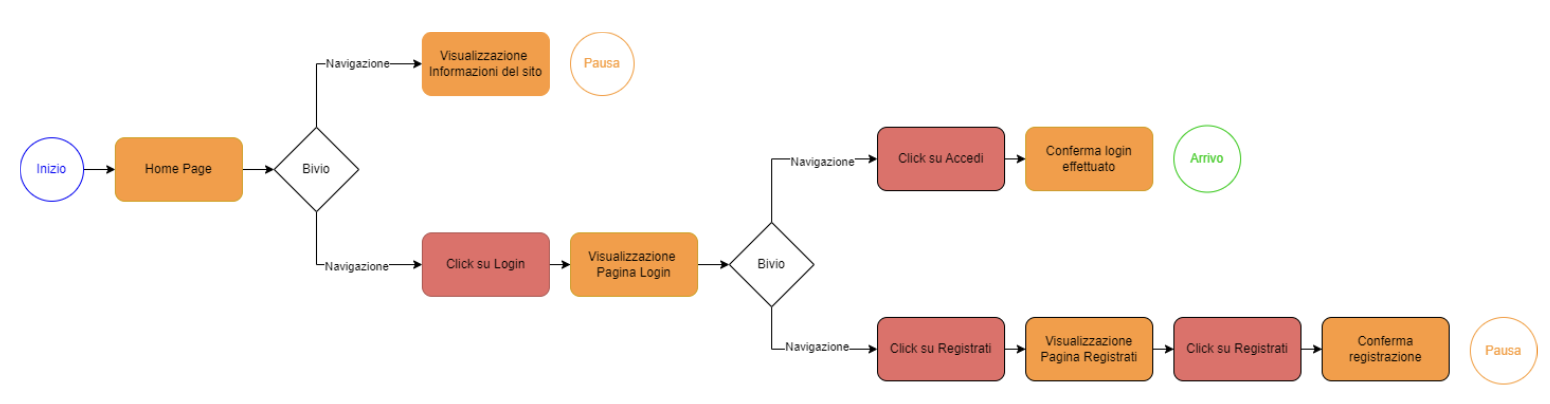 Navigazione
Visualizzazione
Informazioni del sito
Pausa
Inizio
Home Page
Bivio
Navigazione
Click su Login
Visualizzazione
Pagina Login
Bivio
Navigazione
Click su Accedi
Conferma login
effettuato
Arrivo
Navigazione
Click su Registrati
Visualizzazione
Pagina Registrati
Click su Registrati
Conferma
registrazione
Pausa